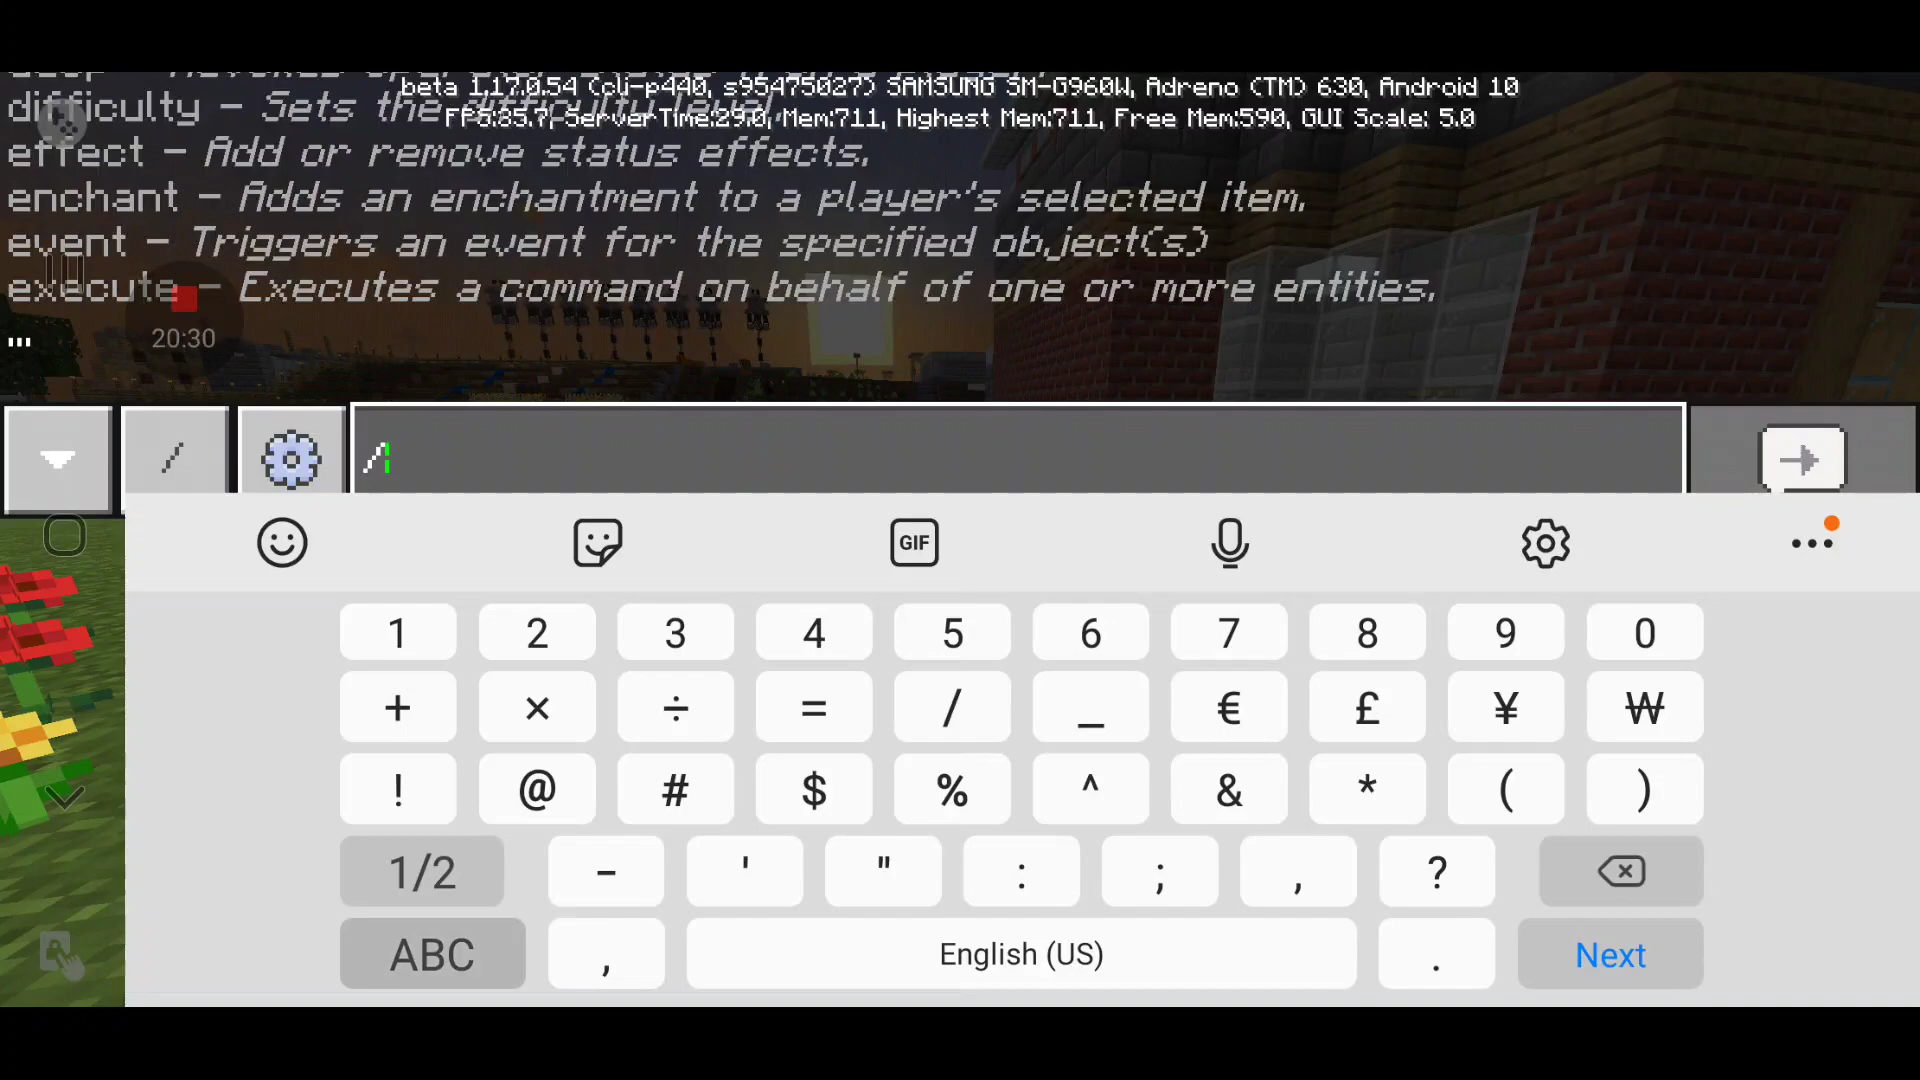 beta 1.17.0.54 (cli-p440, s95475027) SAMSUNG SM-G960W, Adreno (TM) 630, Android 10
difficulty – Sets the difficulty level.
FPS:35.7, ServerTime:29.0, Mem:711, Highest Mem:711, Free Mem:590, GUI Scale: 5.0
effect – Add or remove status effects.
enchant – Adds an enchantment to a player's selected item.
event – Triggers an event for the specified object(s)
execute – Executes a command on behalf of one or more entities.
20:30
/
/
GIF
1 2 3 4 5 6 7 8 9 0
+ × ÷ = / _ € £ ¥ ₩
! @ # $ % ^ & * ( )
1/2 - ' " : ; , ?
ABC , English (US) . Next